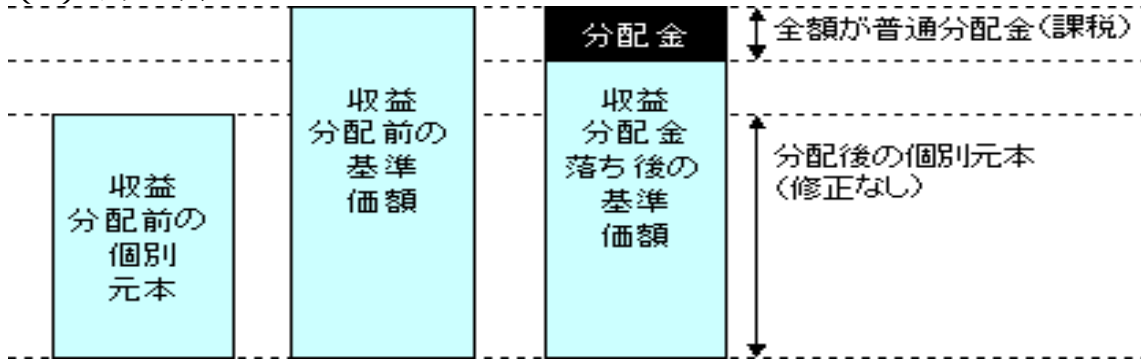 収益
分配前の
個別
元本
収益
分配前の
基準
価額
分配金
収益
分配金
落ち後の
基準
価額
全額が普通分配金(課税)
分配後の個別元本
(修正なし)